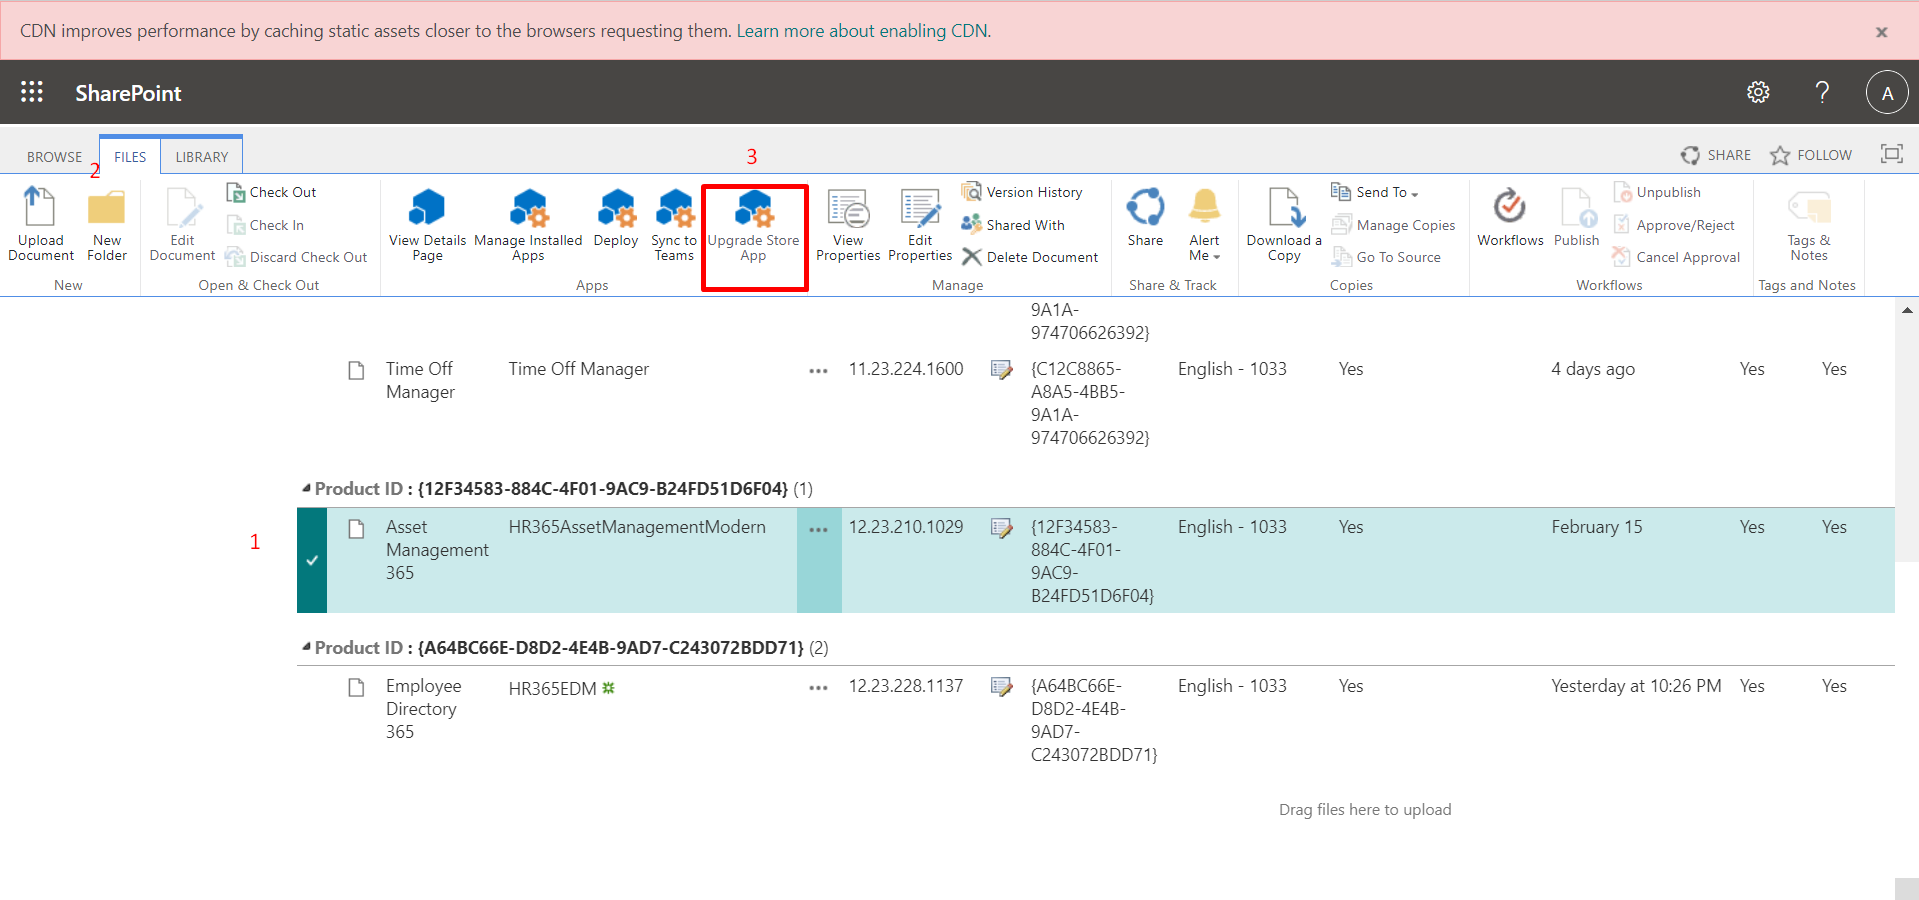 CDN improves performance by caching static assets closer to the browsers requesting them. Learn more about enabling CDN.
SharePoint
A
BROWSE
FILES
LIBRARY
SHARE
FOLLOW
2
3
Upload Document
New Folder
New
Edit Document
Check Out
Check In
Discard Check Out
Open & Check Out
View Details Page
Manage Installed Apps
Deploy
Sync to Teams
Upgrade Store App
Apps
View Properties
Edit Properties
Version History
Shared With
Delete Document
Manage
Share
Alert Me
Share & Track
Download a Copy
Send To
Manage Copies
Go To Source
Copies
Workflows
Publish
Unpublish
Approve/Reject
Cancel Approval
Workflows
Tags & Notes
Tags and Notes
9A1A-
974706626392}
Time Off Manager
Time Off Manager
11.23.224.1600
{C12C8865-
A8A5-4BB5-
9A1A-
974706626392}
English - 1033
Yes
4 days ago
Yes
Yes
Product ID : {12F34583-884C-4F01-9AC9-B24FD51D6F04} (1)
1
Asset Management 365
HR365AssetManagementModern
12.23.210.1029
{12F34583-
884C-4F01-
9AC9-
B24FD51D6F04}
English - 1033
Yes
February 15
Yes
Yes
Product ID : {A64BC66E-D8D2-4E4B-9AD7-C243072BDD71} (2)
Employee Directory 365
HR365EDM
12.23.228.1137
{A64BC66E-
D8D2-4E4B-
9AD7-
C243072BDD71}
English - 1033
Yes
Yesterday at 10:26 PM
Yes
Yes
Drag files here to upload